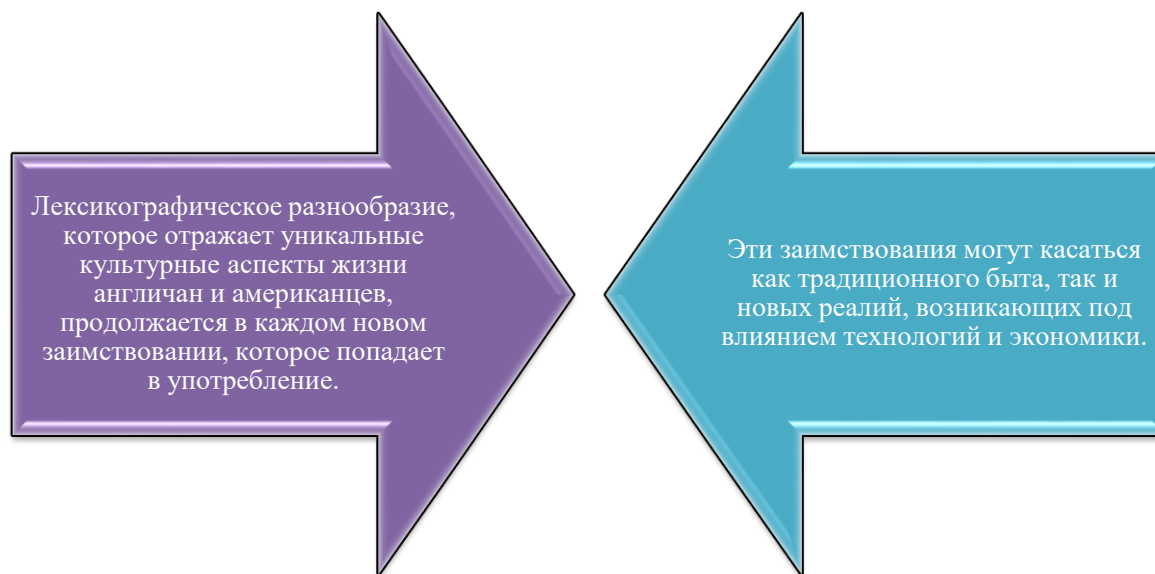 Лексикографическое разнообразие,
которое отражает уникальные
культурные аспекты жизни
англичан и американцев,
продолжается в каждом новом
заимствовании, которое попадает
в употребление.
Эти заимствования могут касаться
как традиционного быта, так и
новых реалий, возникающих под
влиянием технологий и экономики.